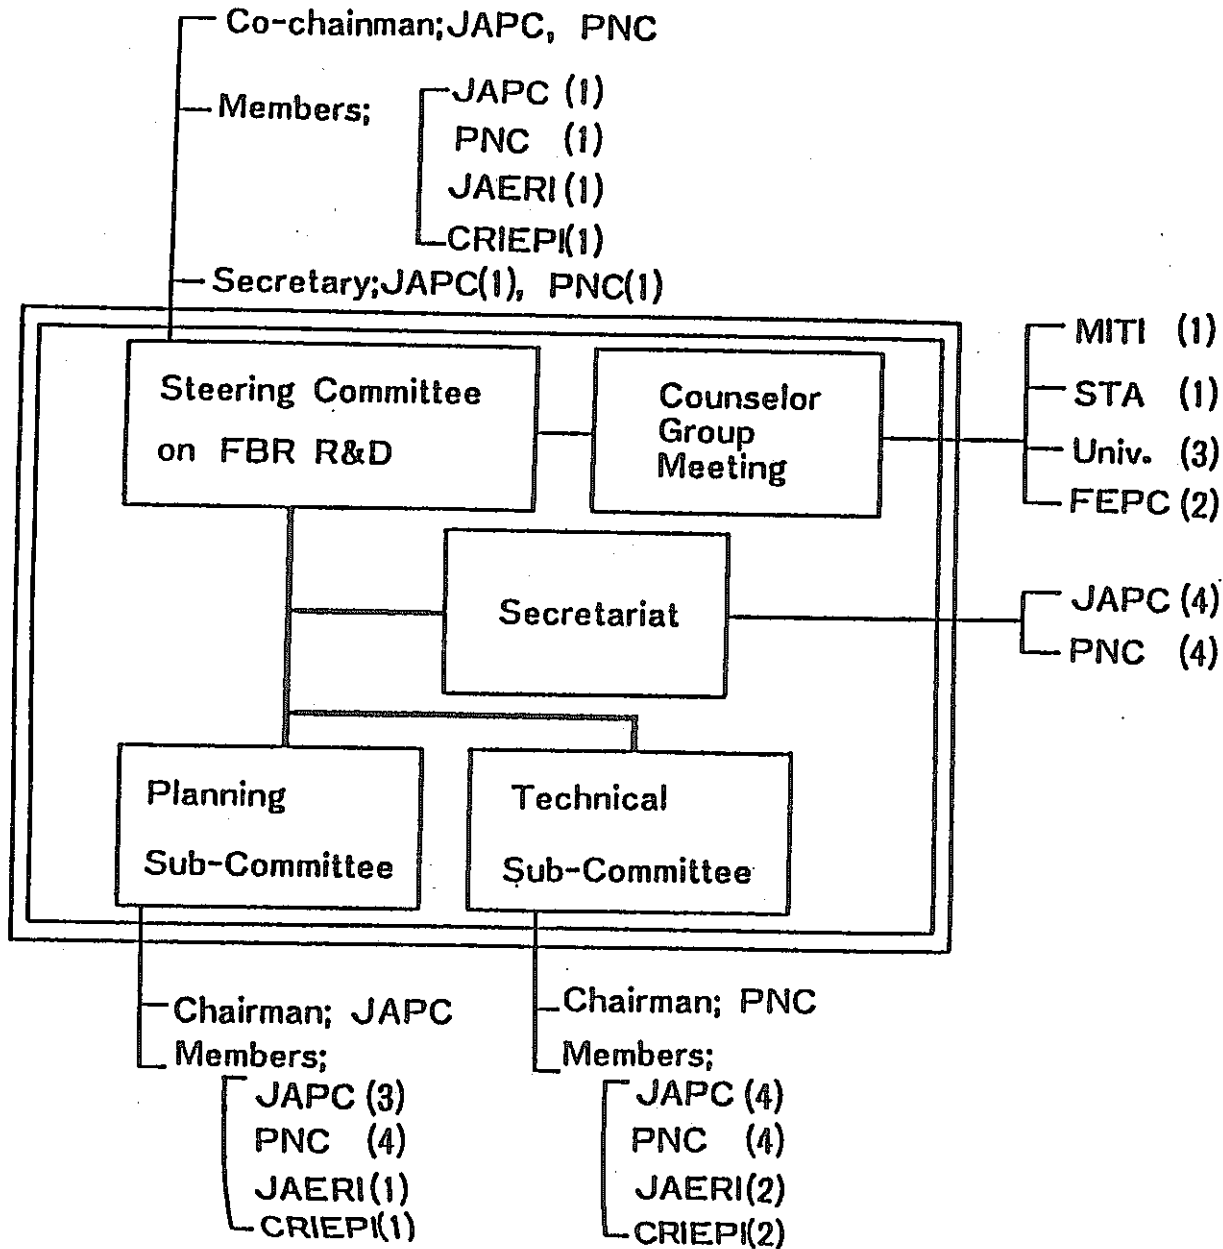 Co-chainman;JAPC, PNC
Members;
JAPC (1)
PNC (1)
JAERI (1)
CRIEPI(1)
Secretary;JAPC(1), PNC(1)
Steering Committee
on FBR R&D
Counselor
Group
Meeting
MITI (1)
STA (1)
Univ. (3)
FEPC (2)
Secretariat
JAPC (4)
PNC (4)
Planning
Sub-Committee
Technical
Sub-Committee
Chairman; JAPC
Members;
JAPC (3)
PNC (4)
JAERI(1)
CRIEPI(1)
Chairman; PNC
Members;
JAPC (4)
PNC (4)
JAERI(2)
CRIEPI(2)